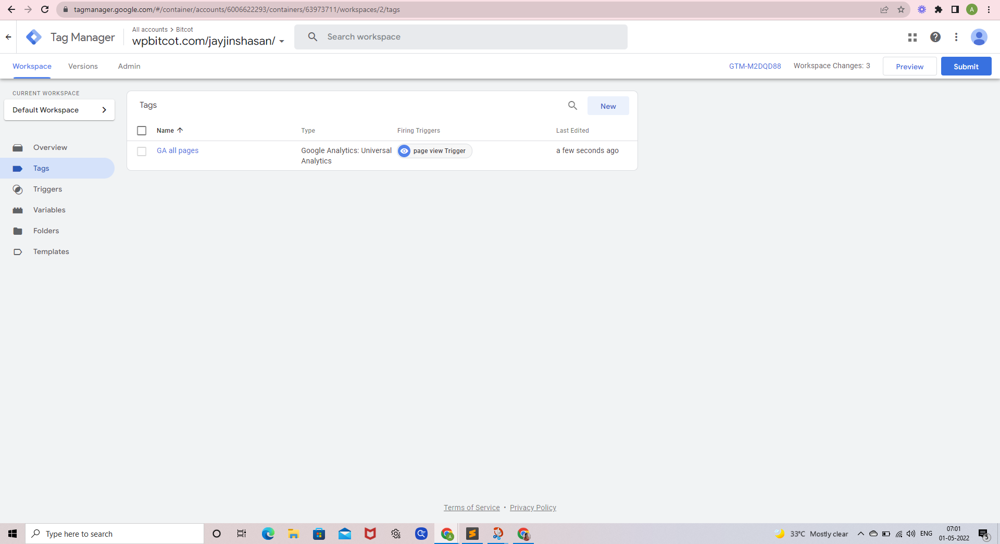 tagmanager.google.com/#/container/accounts/6006622293/containers/63973711/workspaces/2/tags
A
Tag Manager
All accounts > Bitcot
wpbitcot.com/jayjinshasan/
Search workspace
Workspace
Versions
Admin
GTM-M2DQD88
Workspace Changes: 3
Preview
Submit
CURRENT WORKSPACE
Default Workspace
Overview
Tags
Triggers
Variables
Folders
Templates
Tags
New
Name
Type
Firing Triggers
Last Edited
GA all pages
Google Analytics: Universal
Analytics
page view Trigger
a few seconds ago
Terms of Service • Privacy Policy
Type here to search
A
33°C Mostly clear
ENG
07:01
01-05-2022
5